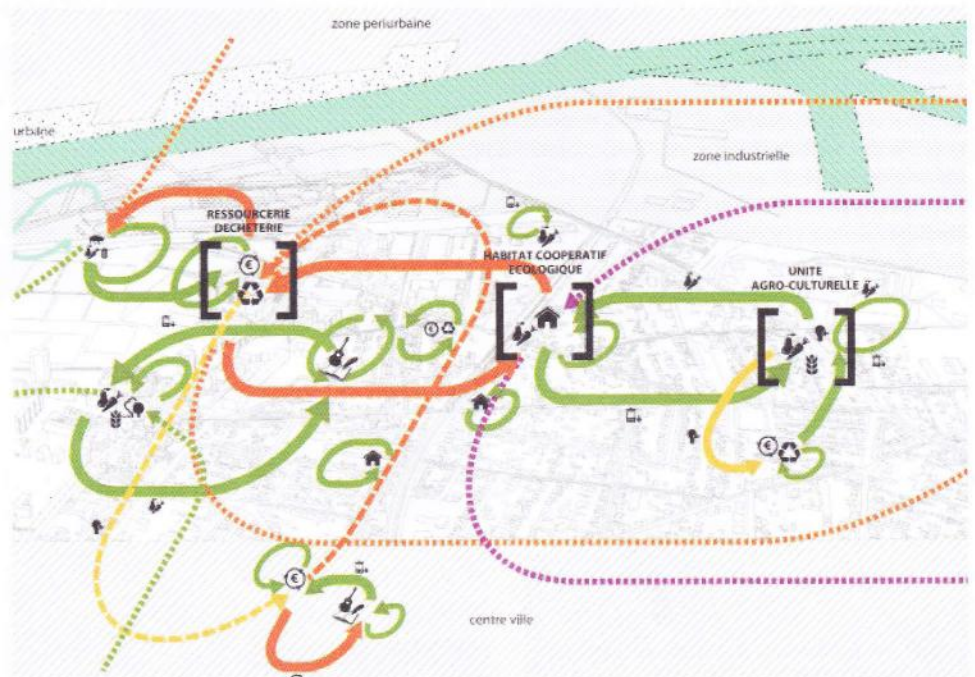 zone periurbaine
urbaine
zone industrielle
RESSOURCERIE
DECHETERIE
HABITAT COOPERATIF
ECOLOGIQUE
UNITE
AGRO-CULTURELLE
centre ville